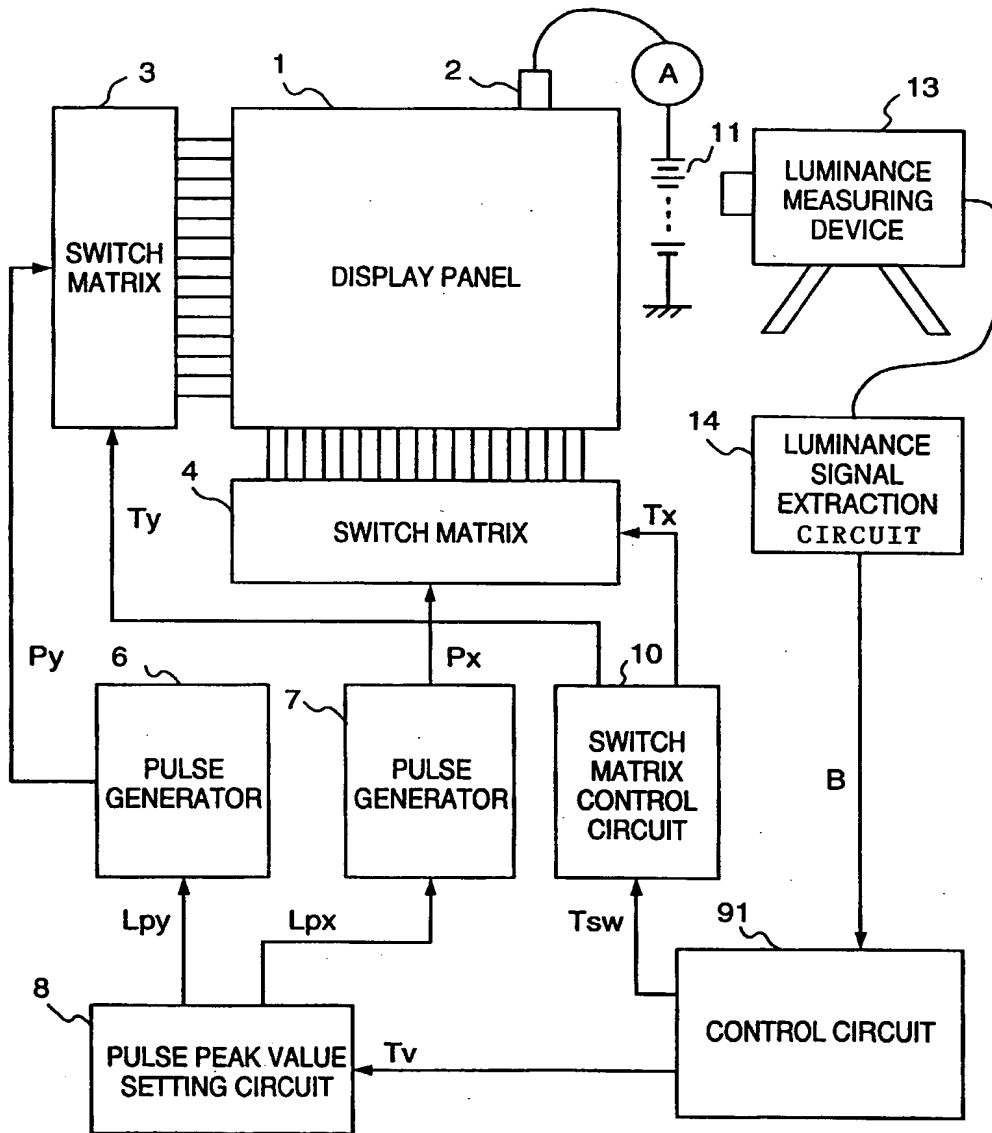 3
1
2
A
13
11
LUMINANCE
MEASURING
DEVICE
SWITCH
MATRIX
DISPLAY PANEL
14
LUMINANCE
SIGNAL
EXTRACTION
CIRCUIT
4
Ty
SWITCH MATRIX
Tx
Py
6
Px
10
7
PULSE
GENERATOR
PULSE
GENERATOR
SWITCH
MATRIX
CONTROL
CIRCUIT
B
Lpy
Lpx
Tsw
91
8
PULSE PEAK VALUE
SETTING CIRCUIT
Tv
CONTROL CIRCUIT